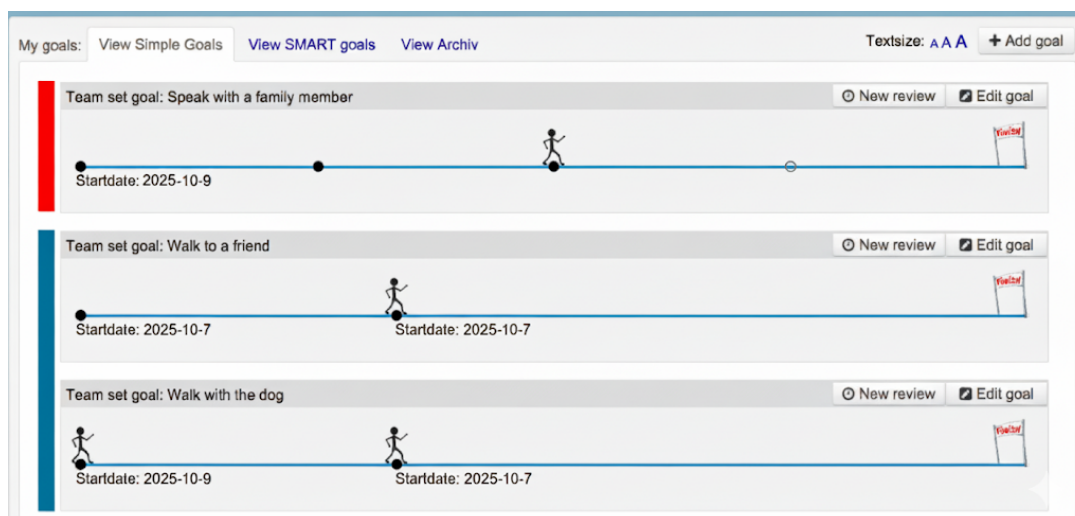 My goals: View Simple Goals View SMART goals View Archiv Textsize: A A A + Add goal
Team set goal: Speak with a family member New review Edit goal
Finish
Startdate: 2025-10-9
Team set goal: Walk to a friend New review Edit goal
Finish
Startdate: 2025-10-7 Startdate: 2025-10-7
Team set goal: Walk with the dog New review Edit goal
Finish
Startdate: 2025-10-9 Startdate: 2025-10-7